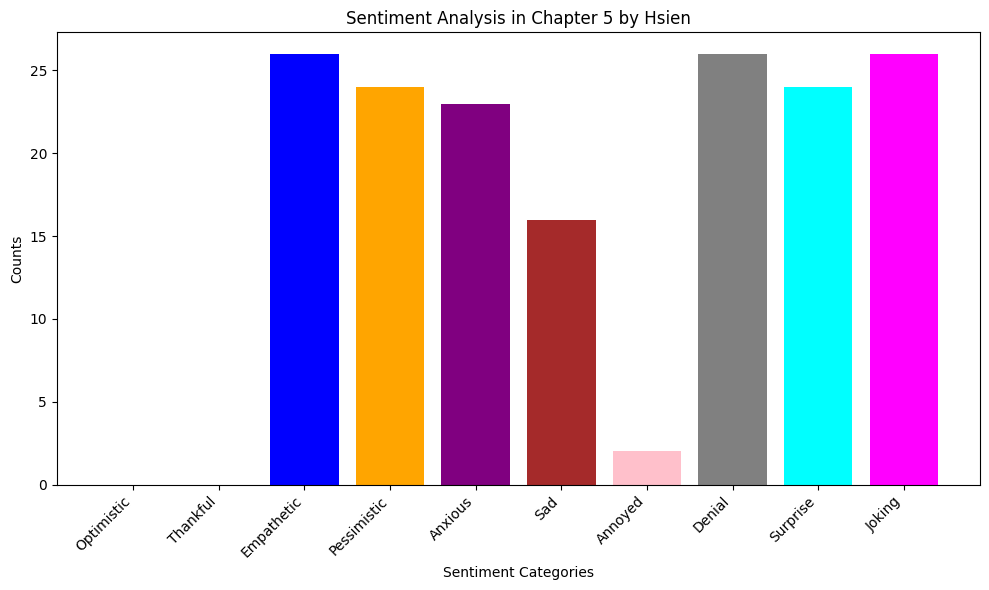 Sentiment Analysis in Chapter 5 by Hsien
Counts
25
20
15
10
5
0
Optimistic
Thankful
Empathetic
Pessimistic
Anxious
Sad
Annoyed
Denial
Surprise
Joking
Sentiment Categories